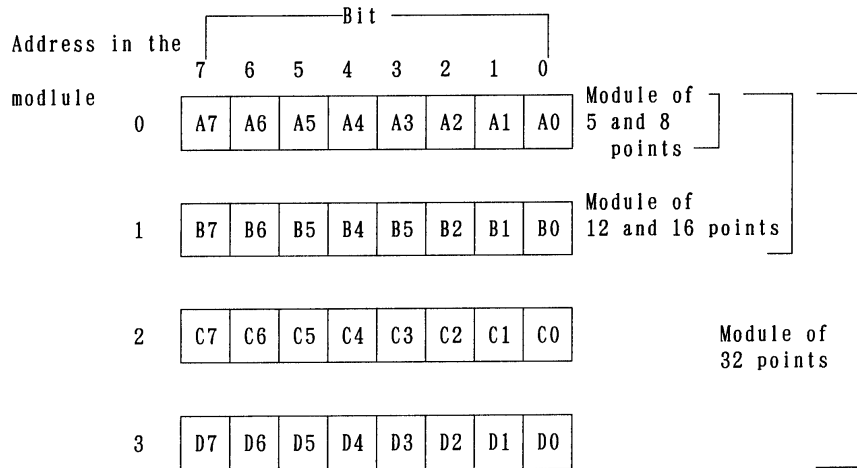 Bit
Address in the
7 6 5 4 3 2 1 0
modlule
Module of
0 A7 A6 A5 A4 A3 A2 A1 A0 5 and 8
points
Module of
1 B7 B6 B5 B4 B5 B2 B1 B0 12 and 16 points
2 C7 C6 C5 C4 C3 C2 C1 C0 Module of
32 points
3 D7 D6 D5 D4 D3 D2 D1 D0